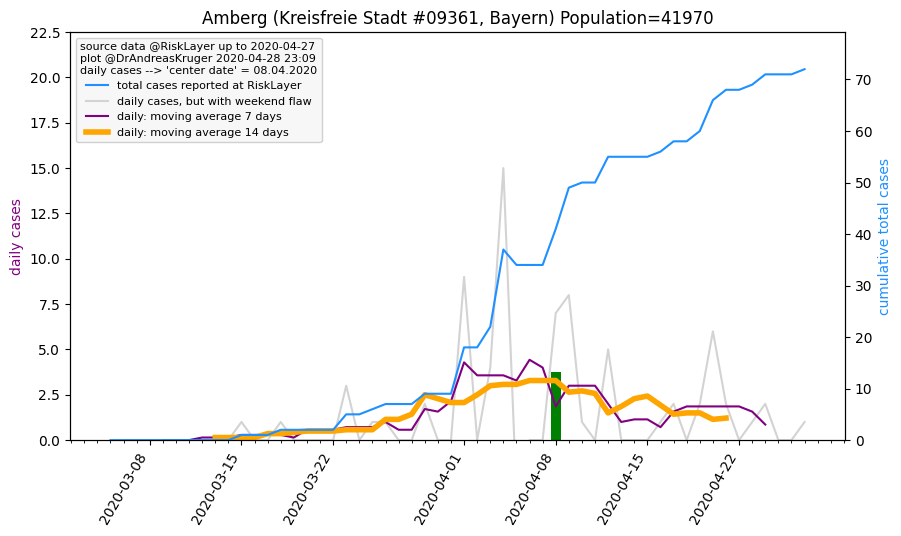 Amberg (Kreisfreie Stadt #09361, Bayern) Population=41970
source data @RiskLayer up to 2020-04-27
plot @DrAndreasKruger 2020-04-28 23:09
daily cases --> 'center date' = 08.04.2020
total cases reported at RiskLayer
daily cases, but with weekend flaw
daily: moving average 7 days
daily: moving average 14 days
22.5
20.0
17.5
15.0
12.5
10.0
7.5
5.0
2.5
0.0
daily cases
70
60
50
40
30
20
10
0
cumulative total cases
2020-03-08
2020-03-15
2020-03-22
2020-04-01
2020-04-08
2020-04-15
2020-04-22